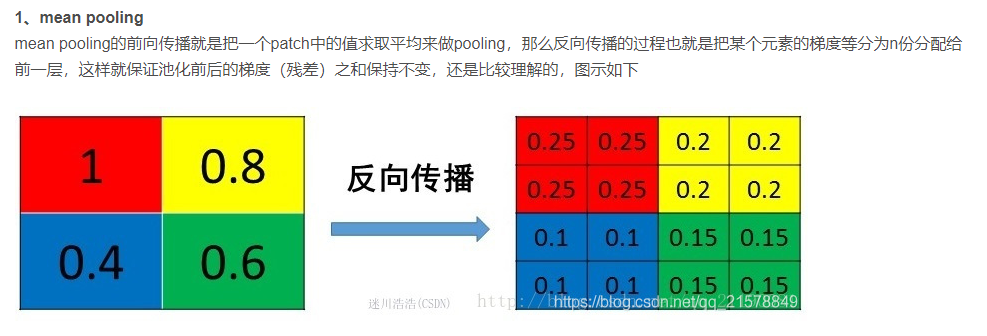 1、mean pooling
mean pooling的前向传播就是把一个patch中的值求取平均来做pooling，那么反向传播的过程也就是把某个元素的梯度等分为n份分配给
前一层，这样就保证池化前后的梯度（残差）之和保持不变，还是比较理解的，图示如下
1 0.8
0.4 0.6
反向传播
0.25 0.25 0.2 0.2
0.25 0.25 0.2 0.2
0.1 0.1 0.15 0.15
0.1 0.1 0.15 0.15
迷川浩浩(CSDN)
https://blog.csdn.net/qq_21578849